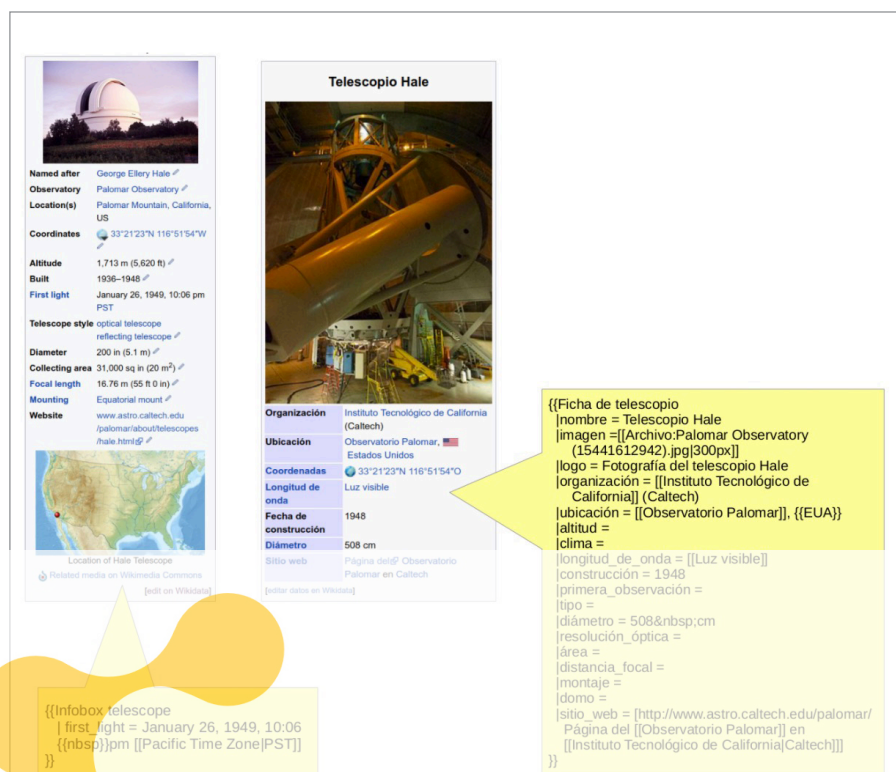 Named after George Ellery Hale
Observatory Palomar Observatory
Location(s) Palomar Mountain, California,
US
Coordinates 33°21′23″N 116°51′54″W
Altitude 1,713 m (5,620 ft)
Built 1936–1948
First light January 26, 1949, 10:06 pm
PST
Telescope style optical telescope
reflecting telescope
Diameter 200 in (5.1 m)
Collecting area 31,000 sq in (20 m²)
Focal length 16.76 m (55 ft 0 in)
Mounting Equatorial mount
Website www.astro.caltech.edu
/palomar/about/telescopes
/hale.html
Location of Hale Telescope
Related media on Wikimedia Commons
[edit on Wikidata]
{{Infobox telescope
| first_light = January 26, 1949, 10:06
{{nbsp}}pm [[Pacific Time Zone|PST]]
}}
Telescopio Hale
Organización Instituto Tecnológico de California
(Caltech)
Ubicación Observatorio Palomar,
Estados Unidos
Coordenadas 33°21′23″N 116°51′54″O
Longitud de Luz visible
onda
Fecha de 1948
construcción
Diámetro 508 cm
Sitio web Página del Observatorio
Palomar en Caltech
[editar datos en Wikidata]
{{Ficha de telescopio
|nombre = Telescopio Hale
|imagen =[[Archivo:Palomar Observatory
(15441612942).jpg|300px]]
|logo = Fotografía del telescopio Hale
|organización = [[Instituto Tecnológico de
California]] (Caltech)
|ubicación = [[Observatorio Palomar]], {{EUA}}
|altitud =
|clima =
|longitud_de_onda = [[Luz visible]]
|construcción = 1948
|primera_observación =
|tipo =
|diámetro = 508&nbsp;cm
|resolución_óptica =
|área =
|distancia_focal =
|montaje =
|domo =
|sitio_web = [http://www.astro.caltech.edu/palomar/
Página del [[Observatorio Palomar]] en
[[Instituto Tecnológico de California|Caltech]]]
}}